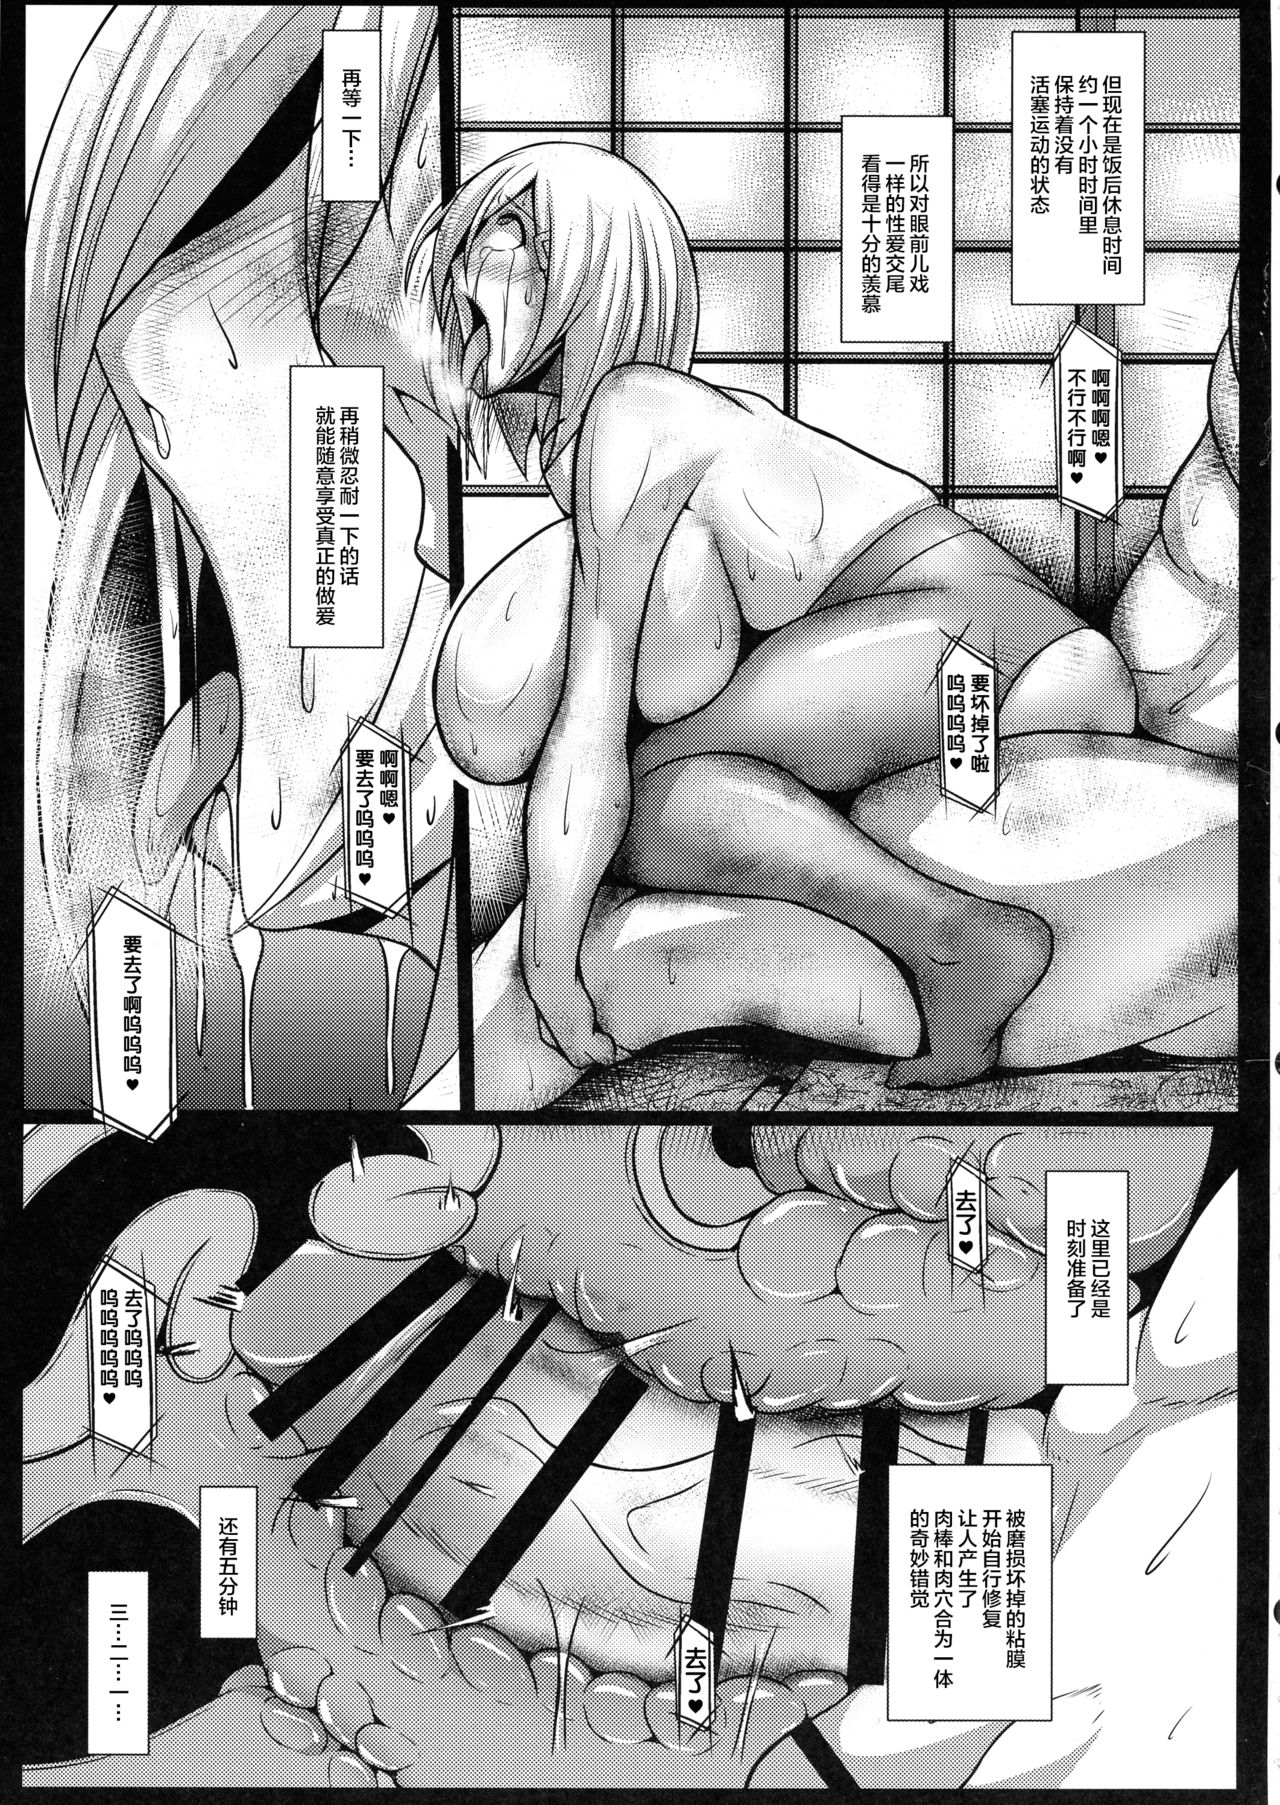 但现在是饭后休息时间
约一个小时时间里
保持着没有
活塞运动的状态
所以对眼前儿戏
一样的性爱交尾
看得是十分的羡慕
啊啊啊嗯♥
不行不行啊♥
要坏掉了啦
呜呜呜呜♥
再等一下…
再稍微忍耐一下的话
就能随意享受真正的做爱
啊啊嗯♥
要去了呜呜呜♥
要去了啊呜呜呜♥
这里已经是
时刻准备了
去了♥
去了呜呜呜
呜呜呜呜呜♥
被磨损坏掉的粘膜
开始自行修复
让人产生了
肉棒和肉穴合为一体
的奇妙错觉
去了♥
还有五分钟
三…二…一…